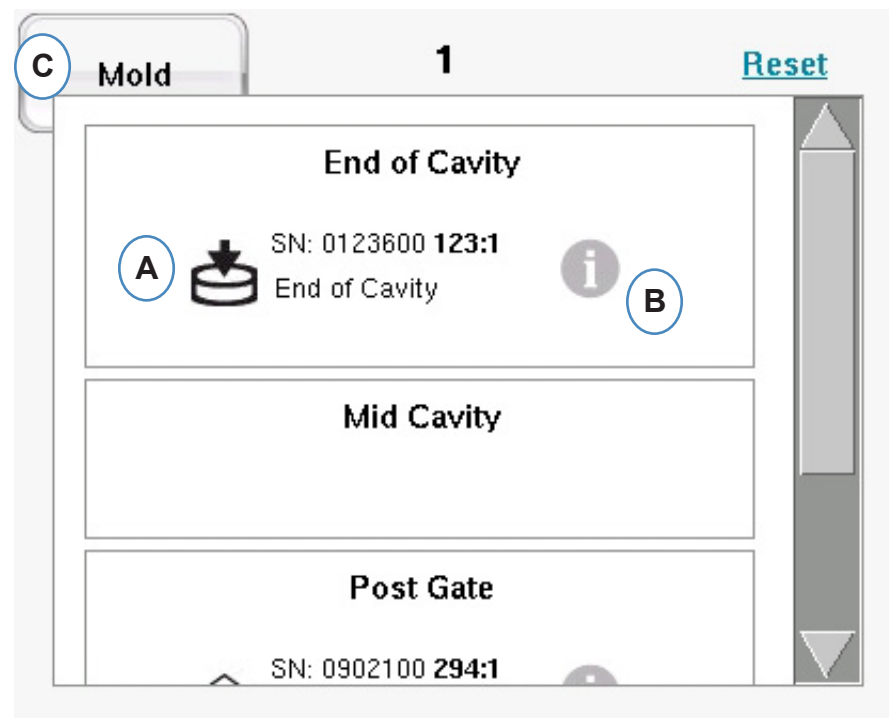 C
Mold
1
Reset
End of Cavity
A
SN: 0123600 123:1
End of Cavity
i
B
Mid Cavity
Post Gate
SN: 0902100 294:1